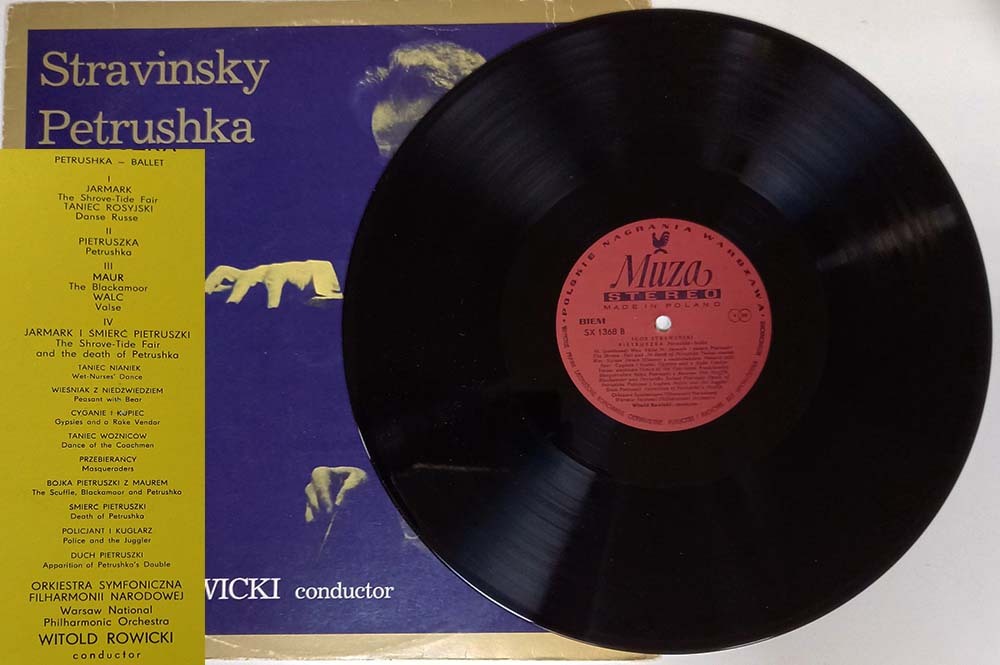 Stravinsky
Petrushka
WICKI conductor
PETRUSHKA – BALLET
I
JARMARK
The Shrove-Tide Fair
TANIEC ROSYJSKI
Danse Russe
II
PIETRUSZKA
Petrushka
III
MAUR
The Blackamoor
WALC
Valse
IV
JARMARK I ŚMIERĆ PIETRUSZKI
The Shrove-Tide Fair
and the death of Petrushka
TANIEC NIANIEK
Wet-Nurses' Dance
WIEŚNIAK Z NIEDŹWIEDZIEM
Peasant with Bear
CYGANIE I KUPIEC
Gypsies and a Rake Vendor
TANIEC WOŹNICÓW
Dance of the Coachmen
PRZEBIERAŃCY
Masqueraders
BÓJKA PIETRUSZKI Z MAUREM
The Scuffle, Blackamoor and Petrushka
ŚMIERĆ PIETRUSZKI
Death of Petrushka
POLICJANT I KUGLARZ
Police and the Juggler
DUCH PIETRUSZKI
Apparition of Petrushka's Double
ORKIESTRA SYMFONICZNA
FILHARMONII NARODOWEJ
Warsaw National
Philharmonic Orchestra
WITOLD ROWICKI
conductor
POLSKIE NAGRANIA WARSZAWA
Muza
STEREO
MADE IN POLAND
BIEM
SX 1368 B
IGOR STRAWIŃSKI
PIETRUSZKA
Witold Rowicki